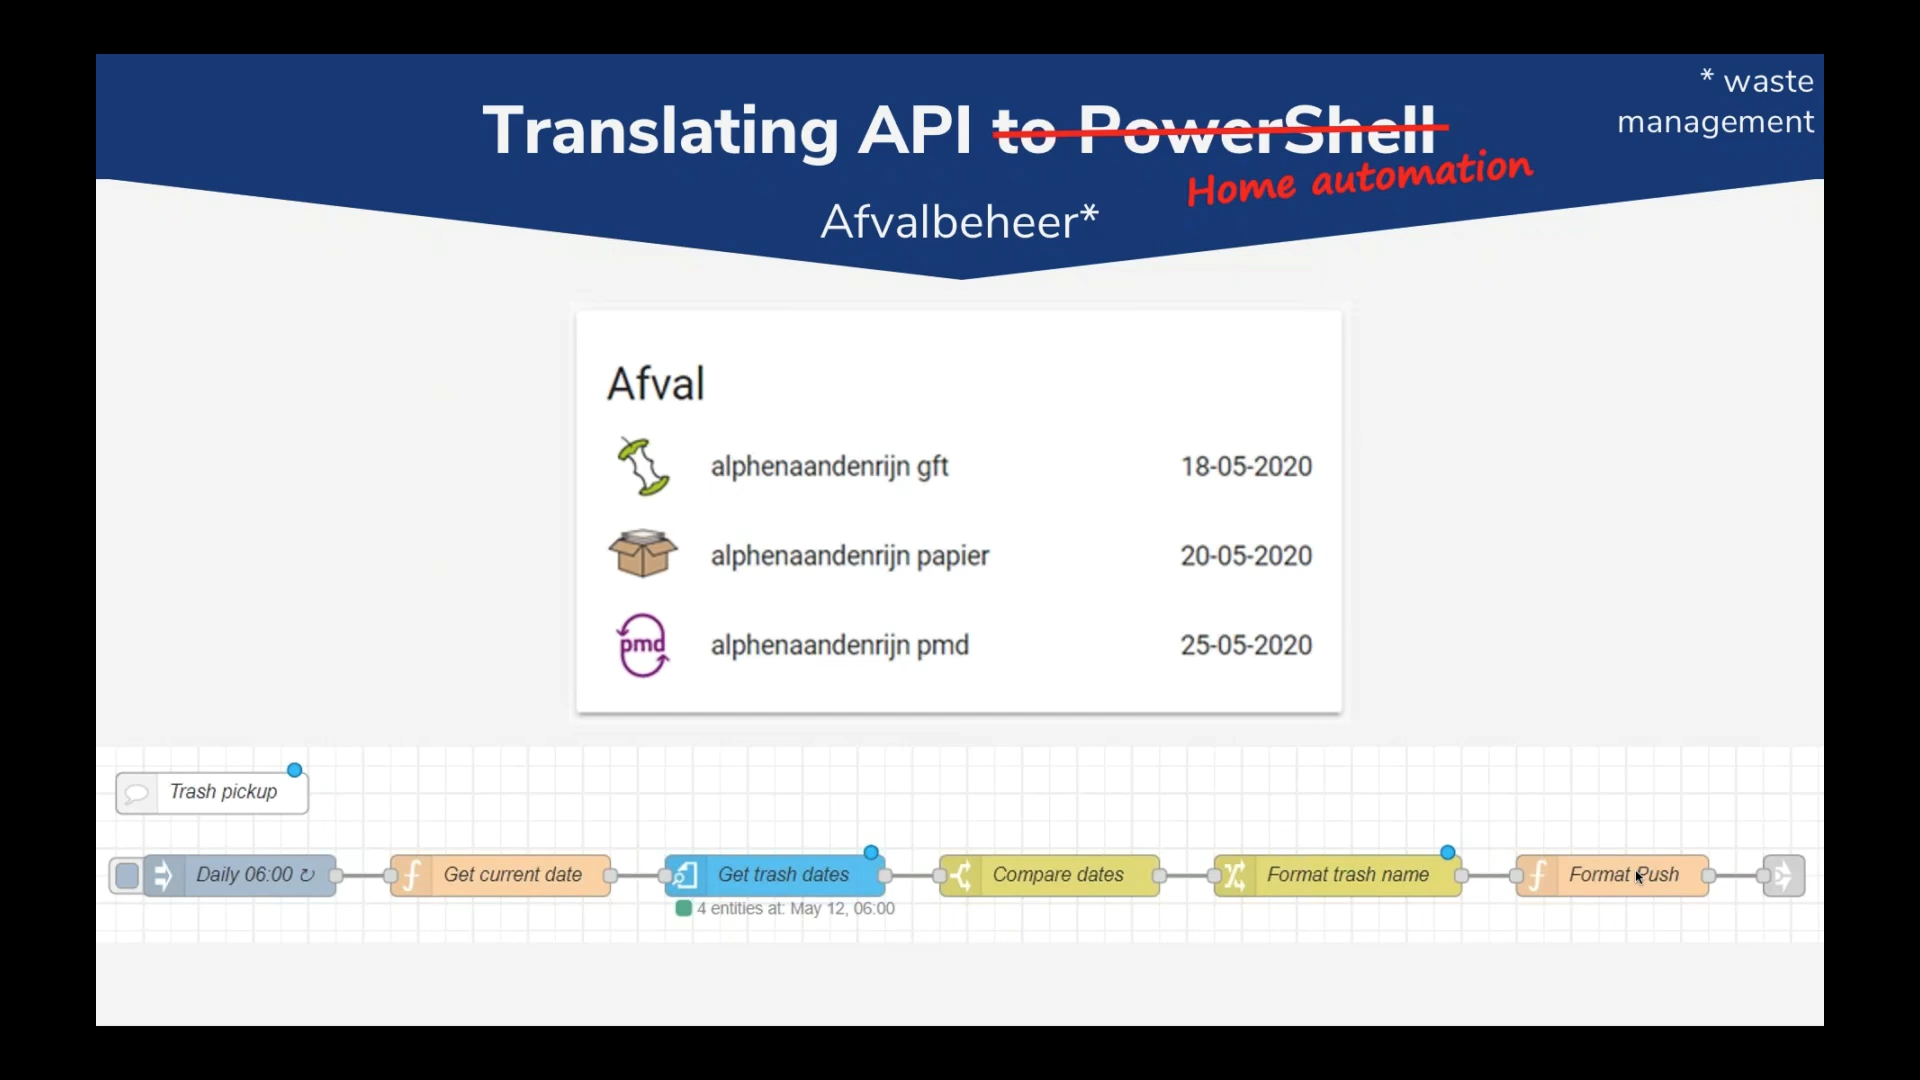 * waste
management
Translating API to PowerShell
Home automation
Afvalbeheer*
Afval
alphenaandenrijn gft 18-05-2020
alphenaandenrijn papier 20-05-2020
pmd alphenaandenrijn pmd 25-05-2020
Trash pickup
Daily 06:00 ↻ Get current date Get trash dates Compare dates Format trash name Format Push
4 entities at: May 12, 06:00